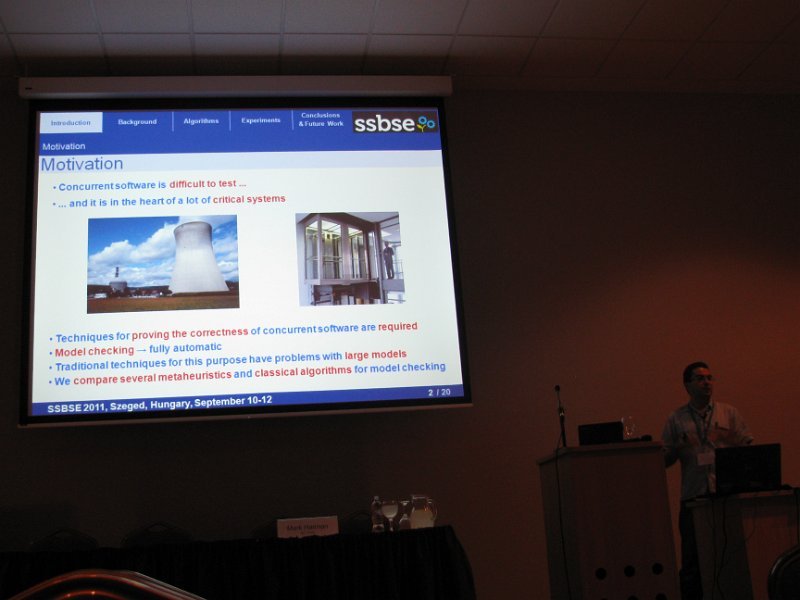 Introduction
Background
Algorithms
Experiments
Conclusions
& Future Work
ssbse
Motivation
Motivation
• Concurrent software is difficult to test ...
• ... and it is in the heart of a lot of critical systems
• Techniques for proving the correctness of concurrent software are required
• Model checking → fully automatic
• Traditional techniques for this purpose have problems with large models
• We compare several metaheuristics and classical algorithms for model checking
SSBSE 2011, Szeged, Hungary, September 10-12
2 / 20
Mark Harman